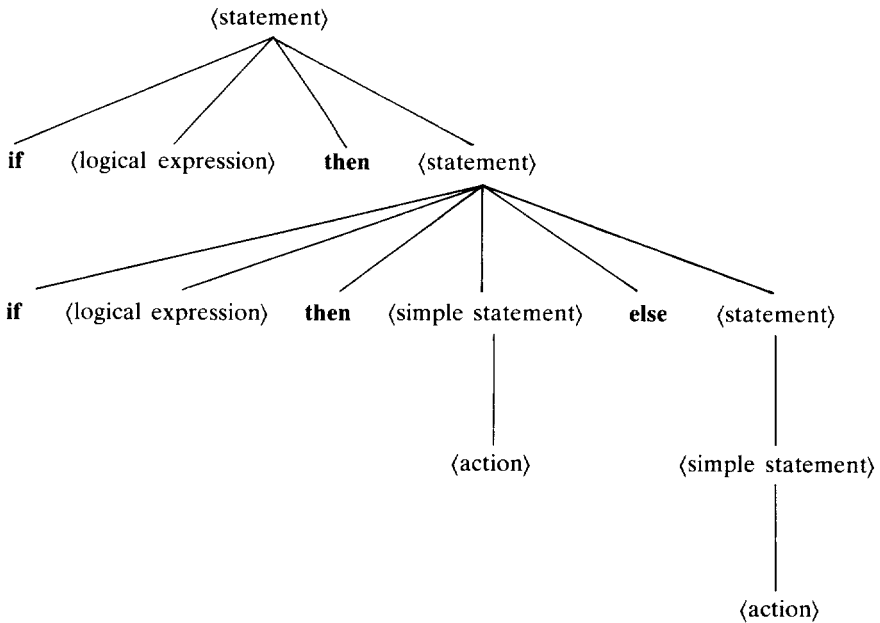 ⟨statement⟩
if ⟨logical expression⟩ then ⟨statement⟩
if ⟨logical expression⟩ then ⟨simple statement⟩ else ⟨statement⟩
⟨action⟩ ⟨simple statement⟩
⟨action⟩